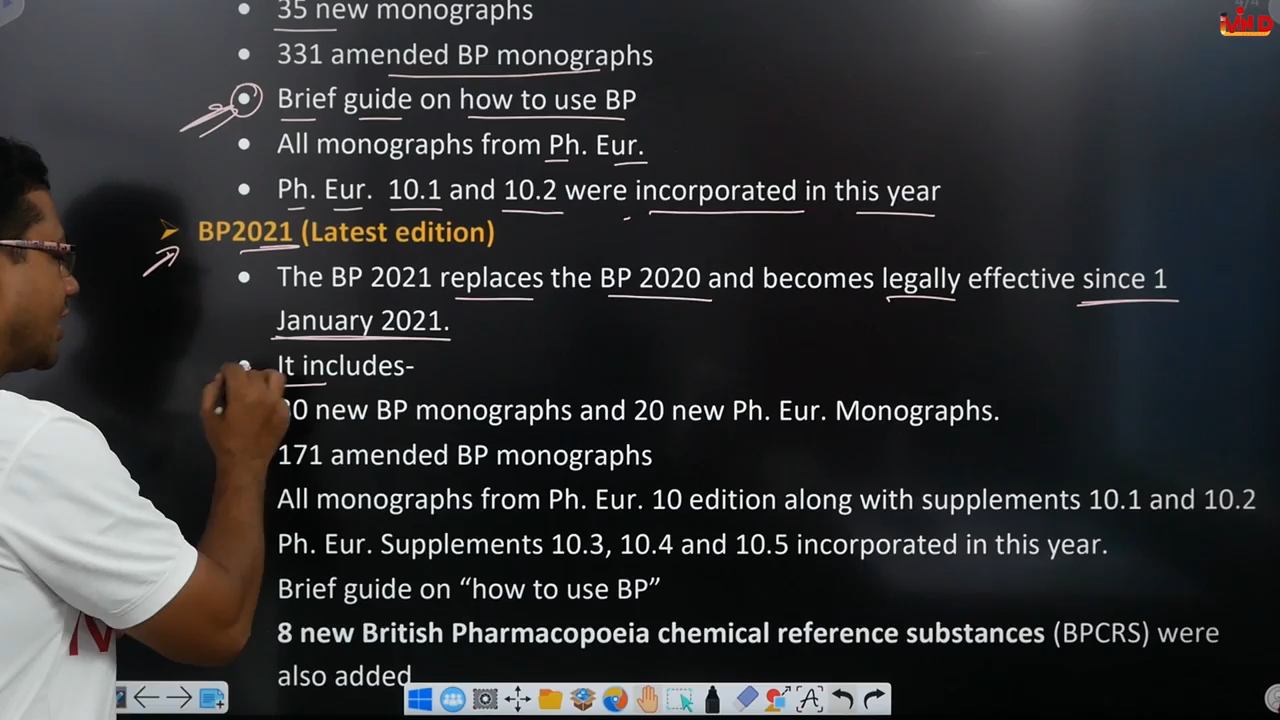 4/4
35 new monographs
331 amended BP monographs
Brief guide on how to use BP
All monographs from Ph. Eur.
Ph. Eur. 10.1 and 10.2 were incorporated in this year
BP2021 (Latest edition)
The BP 2021 replaces the BP 2020 and becomes legally effective since 1
January 2021.
It includes-
new BP monographs and 20 new Ph. Eur. Monographs.
171 amended BP monographs
All monographs from Ph. Eur. 10 edition along with supplements 10.1 and 10.2
Ph. Eur. Supplements 10.3, 10.4 and 10.5 incorporated in this year.
Brief guide on “how to use BP”
8 new British Pharmacopoeia chemical reference substances (BPCRS) were
also added